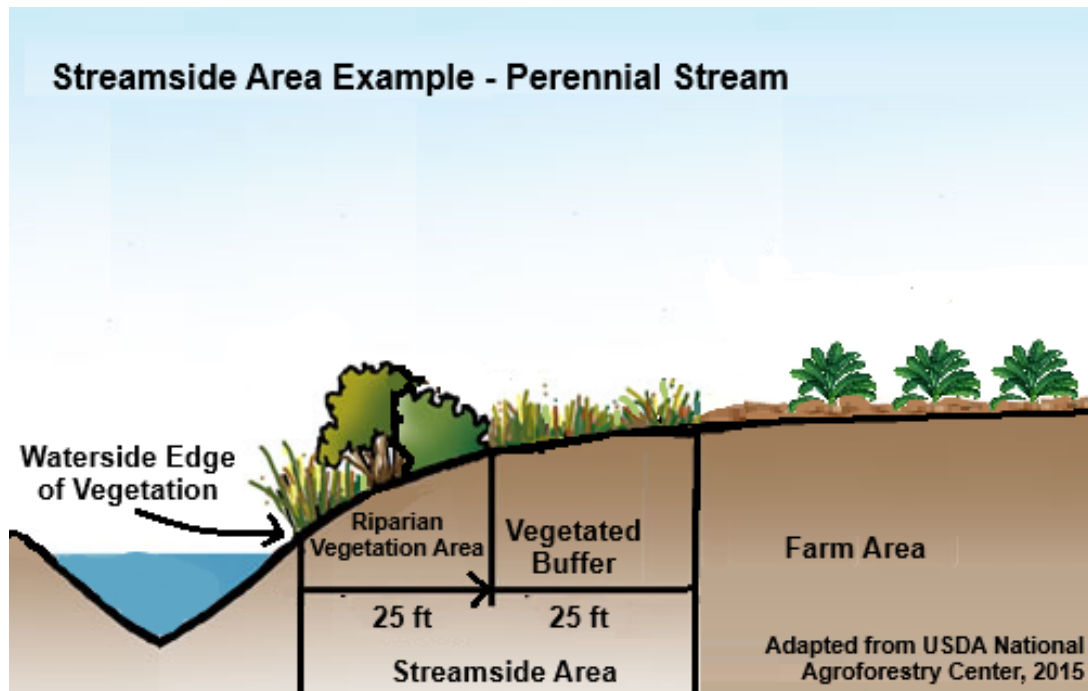 Streamside Area Example - Perennial Stream
Waterside Edge
of Vegetation
Riparian
Vegetation Area
Vegetated
Buffer
Farm Area
25 ft
25 ft
Streamside Area
Adapted from USDA National
Agroforestry Center, 2015